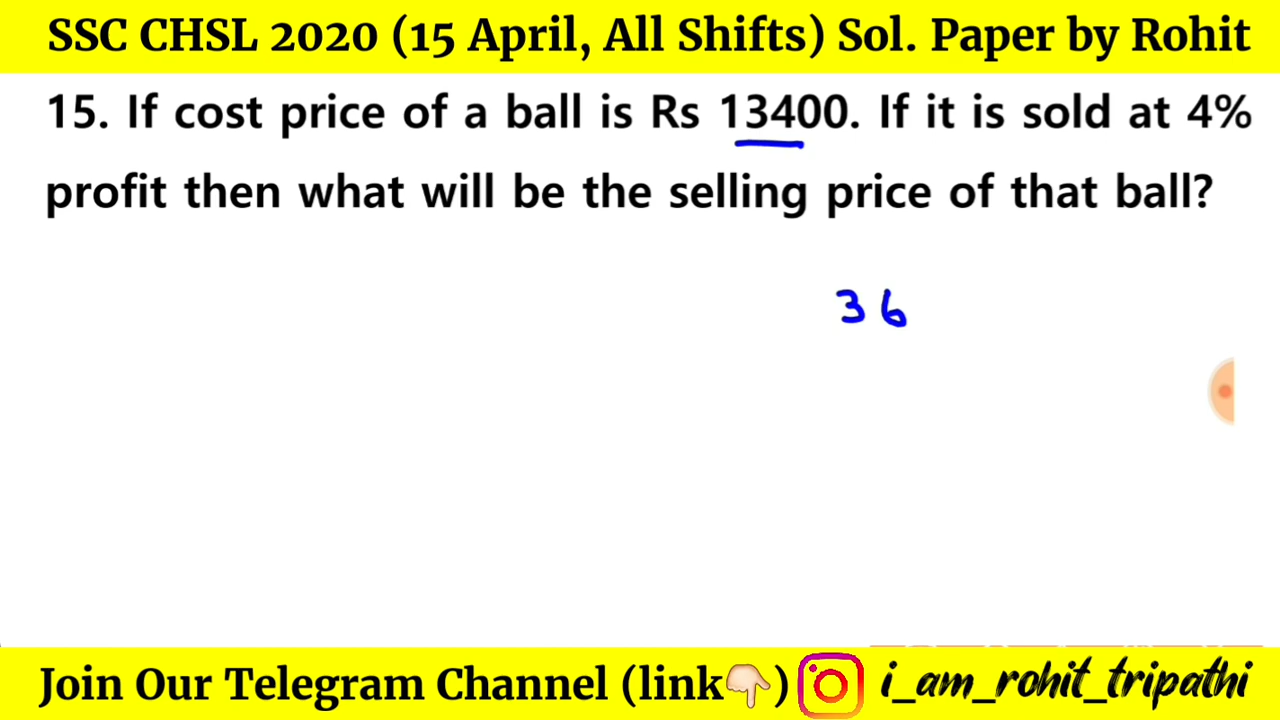 SSC CHSL 2020 (15 April, All Shifts) Sol. Paper by Rohit
15. If cost price of a ball is Rs 13400. If it is sold at 4%
profit then what will be the selling price of that ball?
36
Join Our Telegram Channel (link👇🏻) i_am_rohit_tripathi